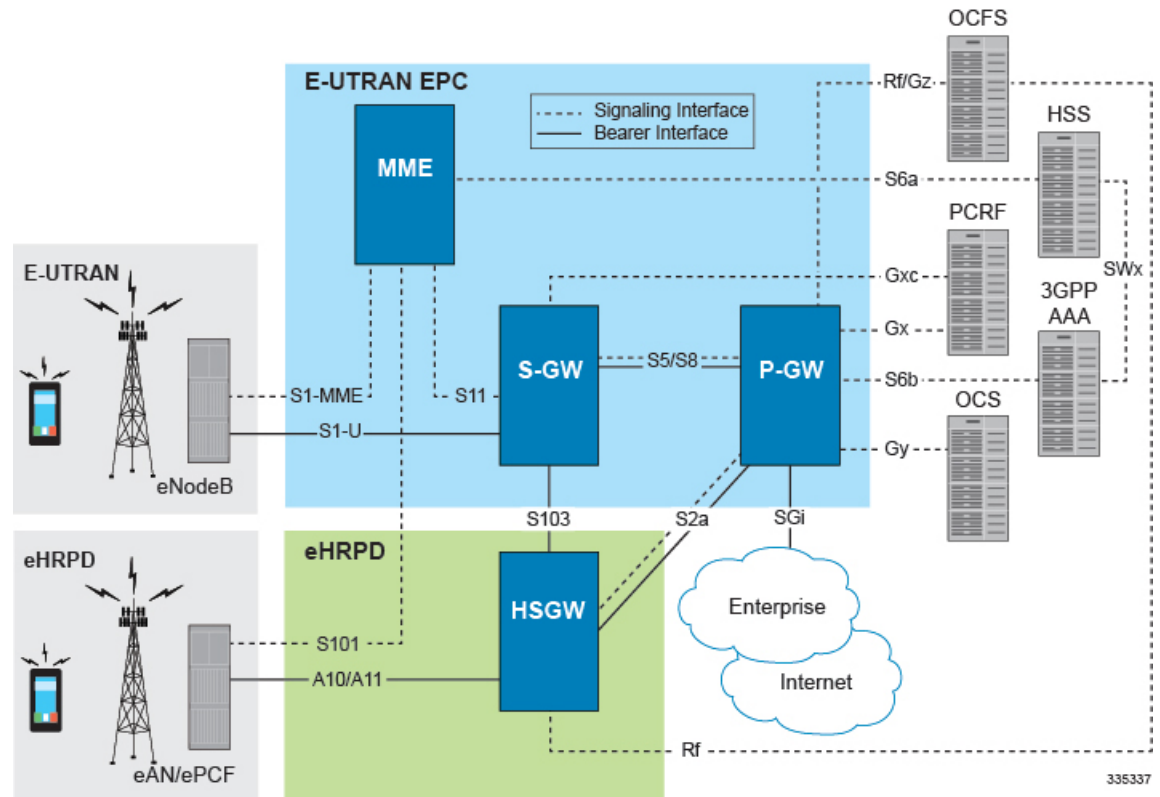 OCFS
E-UTRAN EPC
Rf/Gz
Signaling Interface
Bearer Interface
HSS
MME
S6a
PCRF
E-UTRAN
Gxc
SWx
3GPP
AAA
Gx
S-GW
S5/S8
P-GW
S6b
S1-MME
S11
OCS
S1-U
Gy
eNodeB
S103
S2a
SGi
eHRPD
eHRPD
HSGW
Enterprise
S101
A10/A11
Internet
Rf
eAN/ePCF
335337